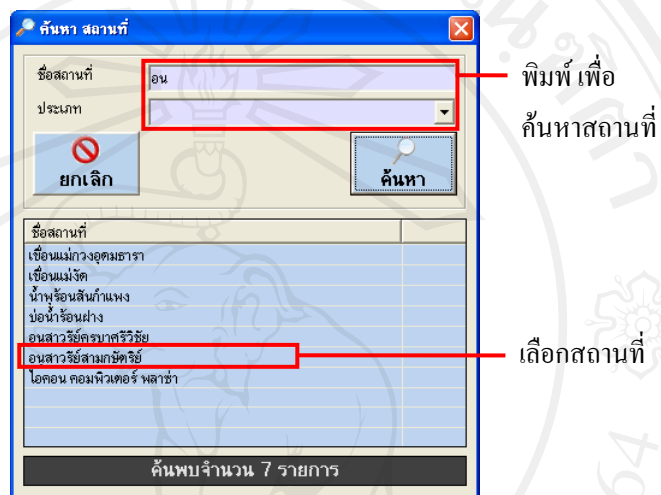 ค้นหา สถานที่
ชื่อสถานที่
อน
ประเภท
พิมพ์ เพื่อ
ค้นหาสถานที่
ยกเลิก
ค้นหา
ชื่อสถานที่
เขื่อนแม่กวงอุดมธารา
เขื่อนแม่งัด
น้ำพุร้อนสันกำแพง
บ่อน้ำร้อนฝาง
อนุสาวรีย์ครูบาศรีวิชัย
อนุสาวรีย์สามกษัตริย์
เลือกสถานที่
ไอคอน คอมพิวเตอร์ พลาซ่า
ค้นพบจำนวน 7 รายการ
64